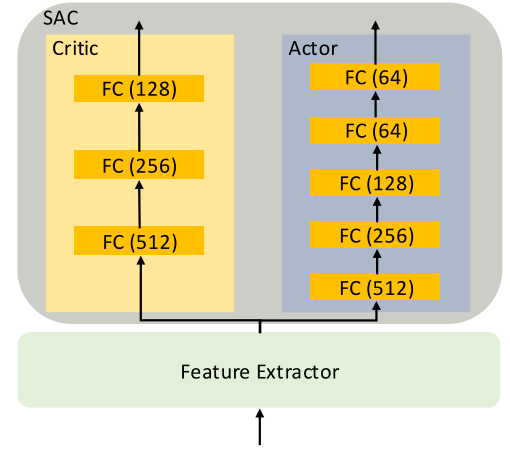 SAC
Critic
FC (128)
FC (256)
FC (512)
Actor
FC (64)
FC (64)
FC (128)
FC (256)
FC (512)
Feature Extractor